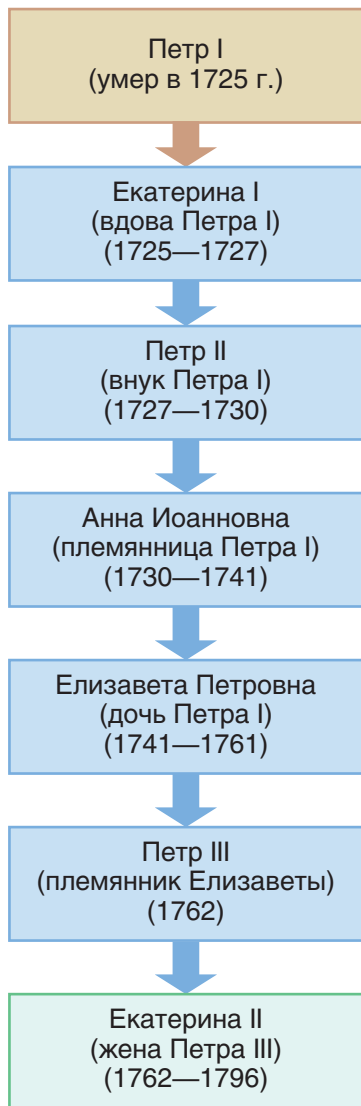 Петр I
(умер в 1725 г.)
Екатерина I
(вдова Петра I)
(1725—1727)
Петр II
(внук Петра I)
(1727—1730)
Анна Иоанновна
(племянница Петра I)
(1730—1741)
Елизавета Петровна
(дочь Петра I)
(1741—1761)
Петр III
(племянник Елизаветы)
(1762)
Екатерина II
(жена Петра III)
(1762—1796)